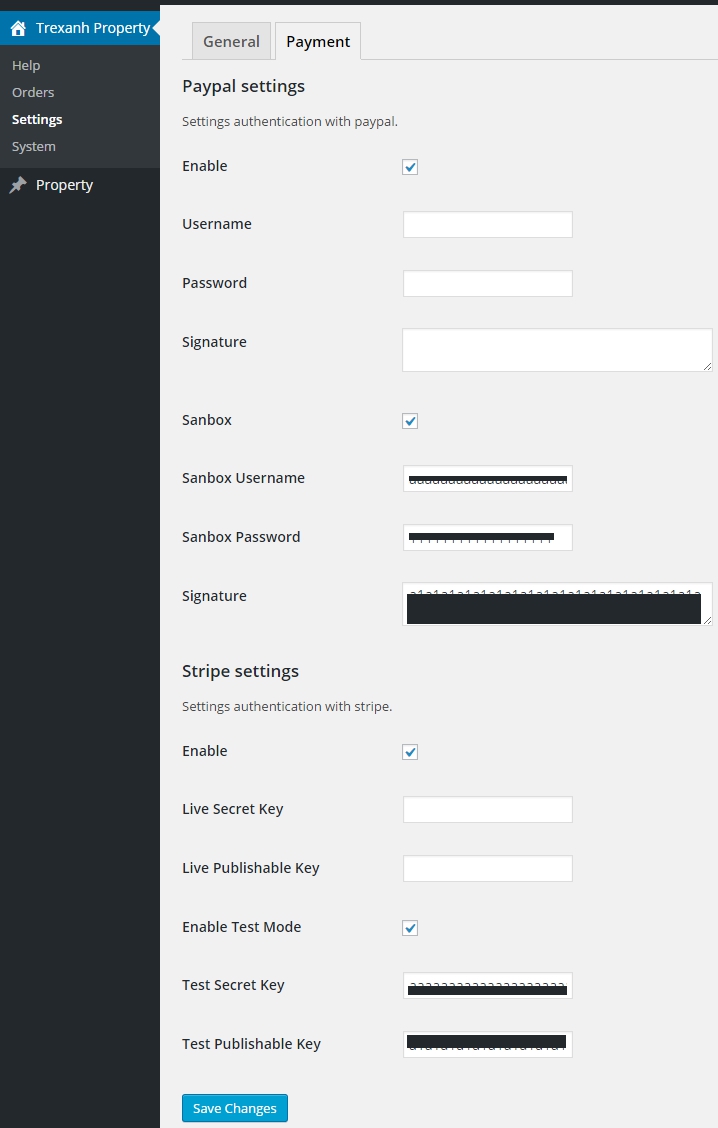 Trexanh Property
Help
Orders
Settings
System
Property
General
Payment
Paypal settings
Settings authentication with paypal.
Enable
Username
Password
Signature
Sanbox
Sanbox Username
Sanbox Password
Signature
Stripe settings
Settings authentication with stripe.
Enable
Live Secret Key
Live Publishable Key
Enable Test Mode
Test Secret Key
Test Publishable Key
Save Changes